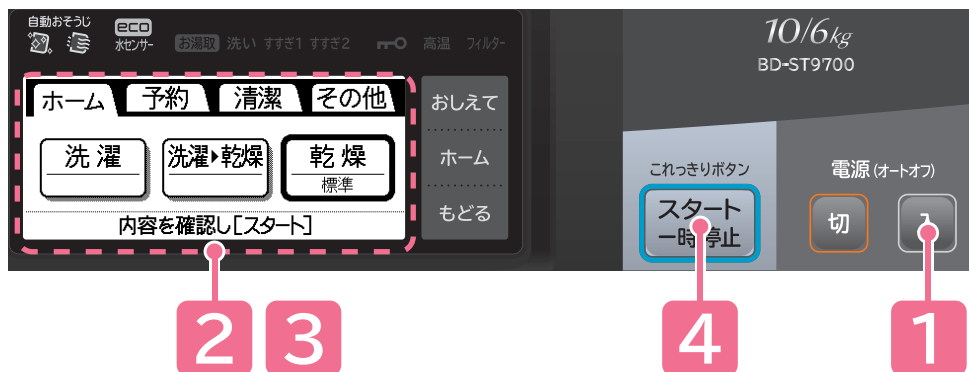 自動おそうじ
eco
水センサー
お湯取 洗い すすぎ1 すすぎ2 高温 フィルター
ホーム 予約 清潔 その他
洗濯 洗濯▶乾燥 乾燥
標準
内容を確認し[スタート]
おしえて
ホーム
もどる
10/6kg
BD-ST9700
これっきりボタン
スタート
一時停止
電源(オートオフ)
切
入
2 3
4
1